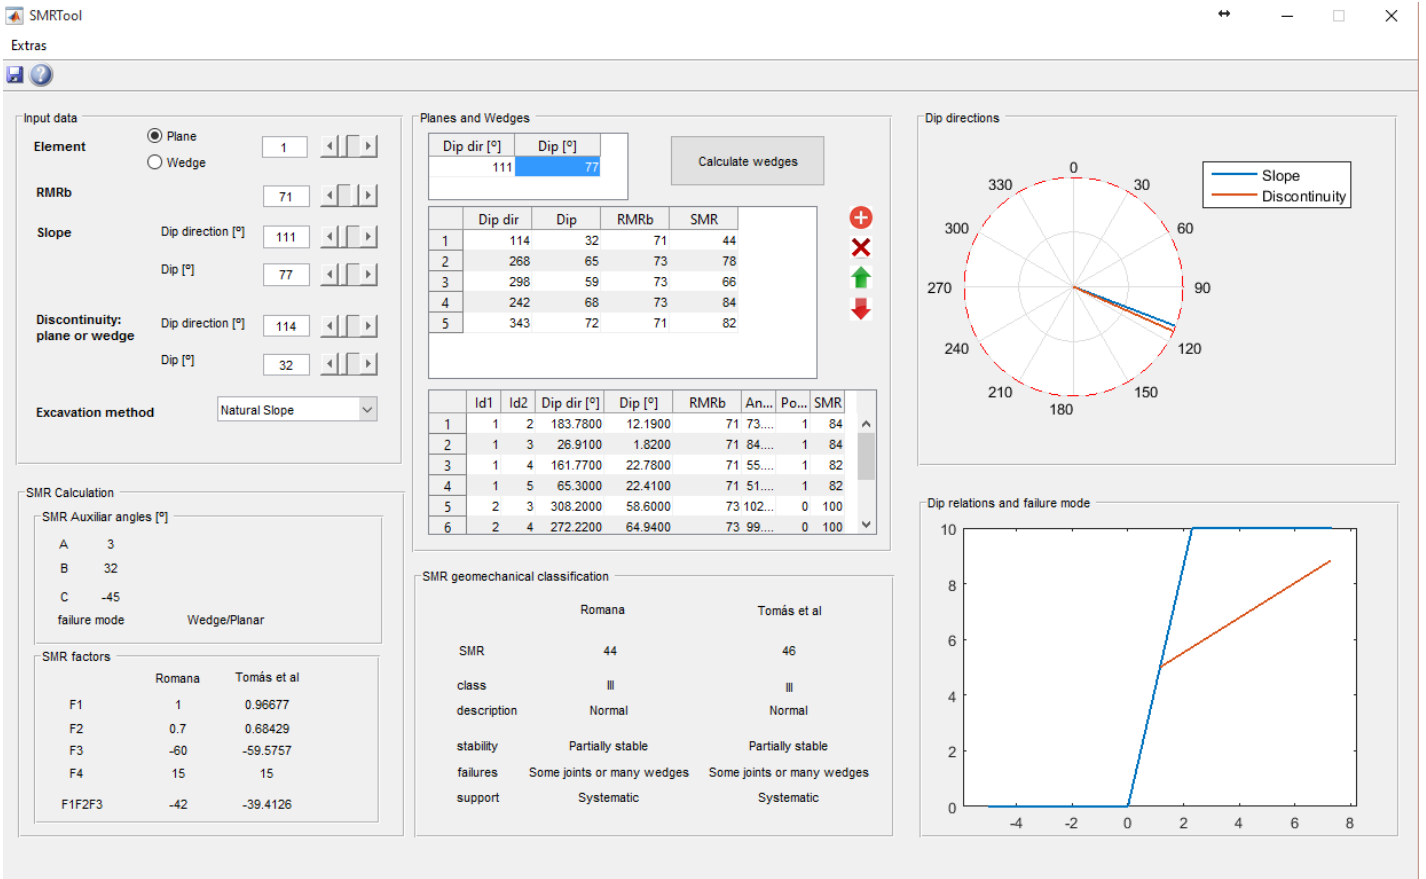 SMRTool
Extras
Input data
Element
Plane
Wedge
1
RMRb
71
Slope
Dip direction [º]
111
Dip [º]
77
Discontinuity:
plane or wedge
Dip direction [º]
114
Dip [º]
32
Excavation method
Natural Slope
SMR Calculation
SMR Auxiliar angles [º]
A 3
B 32
C -45
failure mode Wedge/Planar
SMR factors
Romana Tomás et al
F1 1 0.96677
F2 0.7 0.68429
F3 -60 -59.5757
F4 15 15
F1F2F3 -42 -39.4126
Planes and Wedges
Dip dir [º] Dip [º]
111 77
Calculate wedges
Dip dir Dip RMRb SMR
1 114 32 71 44
2 268 65 73 78
3 298 59 73 66
4 242 68 73 84
5 343 72 71 82
Id1 Id2 Dip dir [º] Dip [º] RMRb An... Po... SMR
1 1 2 183.7800 12.1900 71 73.... 1 84
2 1 3 26.9100 1.8200 71 84.... 1 84
3 1 4 161.7700 22.7800 71 55.... 1 82
4 1 5 65.3000 22.4100 71 51.... 1 82
5 2 3 308.2000 58.6000 73 102... 0 100
6 2 4 272.2200 64.9400 73 99.... 0 100
SMR geomechanical classification
Romana Tomás et al
SMR 44 46
class III III
description Normal Normal
stability Partially stable Partially stable
failures Some joints or many wedges Some joints or many wedges
support Systematic Systematic
Dip directions
0
30
60
90
120
150
180
210
240
270
300
330
Slope
Discontinuity
Dip relations and failure mode
10
8
6
4
2
0
-4 -2 0 2 4 6 8